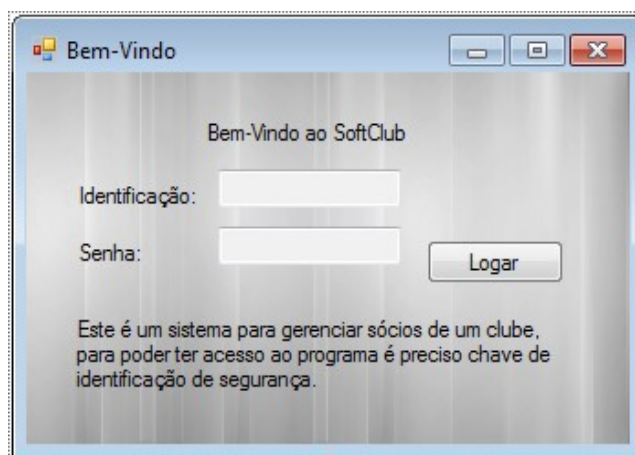 Bem-Vindo
Bem-Vindo ao SoftClub
Identificação:
Senha:
Logar
Este é um sistema para gerenciar sócios de um clube,
para poder ter acesso ao programa é preciso chave de
identificação de segurança.